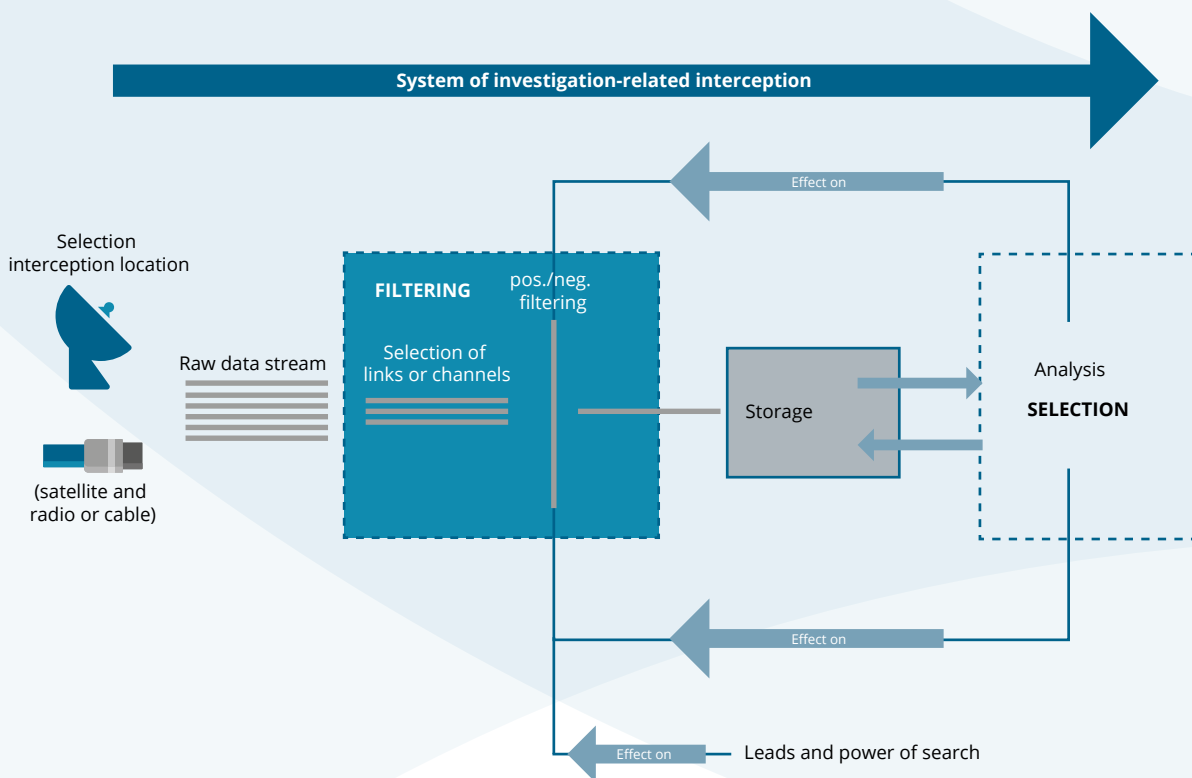 System of investigation-related interception
Effect on
Selection
interception location
FILTERING
pos./neg.
filtering
Raw data stream
Selection of
links or channels
Storage
Analysis
SELECTION
(satellite and
radio or cable)
Effect on
Effect on
Leads and power of search